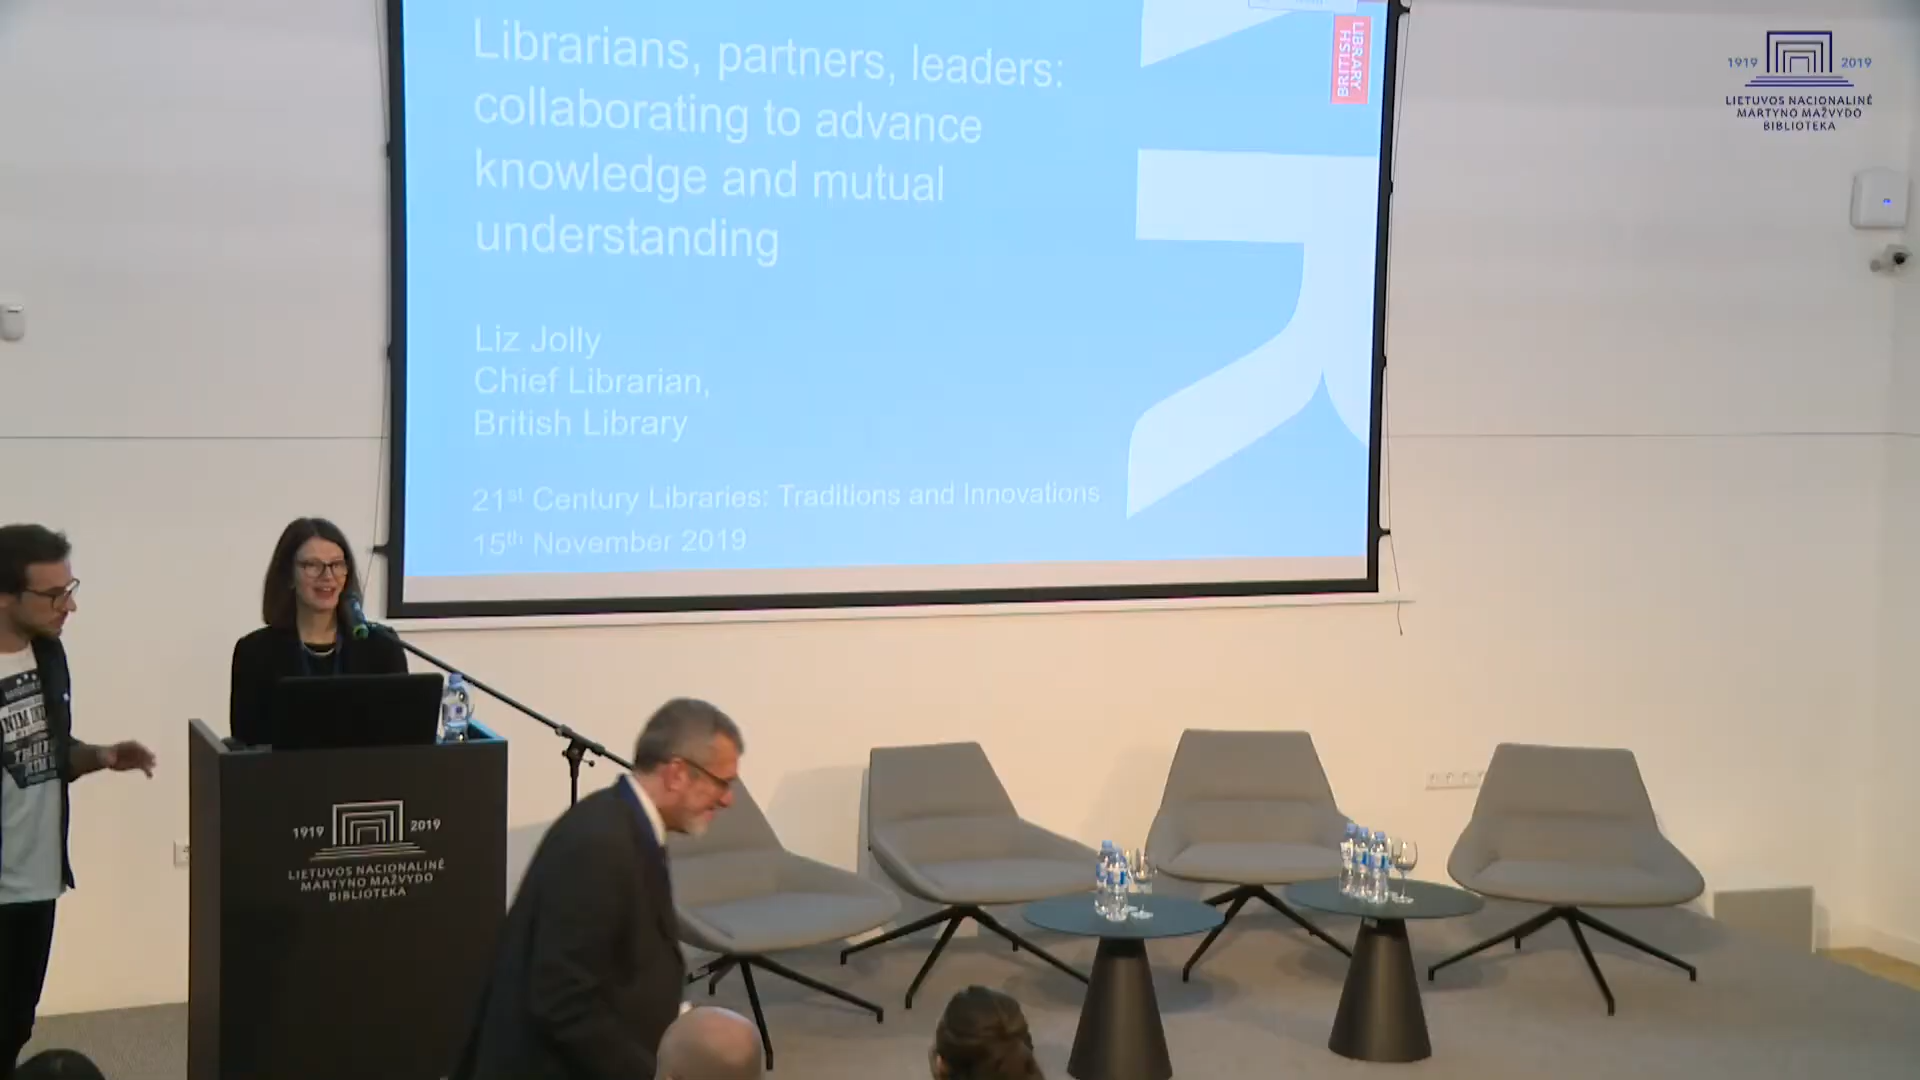 Librarians, partners, leaders:
collaborating to advance
knowledge and mutual
understanding
Liz Jolly
Chief Librarian,
British Library
21st Century Libraries: Traditions and Innovations
15th November 2019
BRITISH
LIBRARY
1919 2019
LIETUVOS NACIONALINĖ
MARTYNO MAŽVYDO
BIBLIOTEKA
1919 2019
LIETUVOS NACIONALINĖ
MARTYNO MAŽVYDO
BIBLIOTEKA